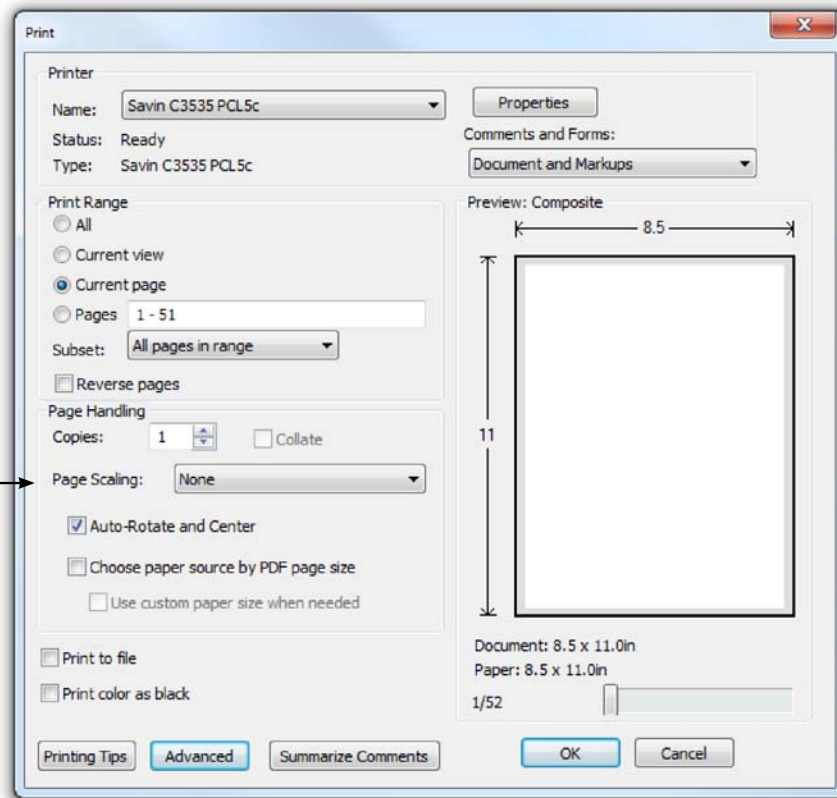 Print
Printer
Name: Savin C3535 PCL5c
Properties
Status: Ready
Comments and Forms:
Type: Savin C3535 PCL5c
Document and Markups
Print Range
All
Current view
Current page
Pages 1 - 51
Subset: All pages in range
Reverse pages
Page Handling
Copies: 1
Collate
Page Scaling: None
Auto-Rotate and Center
Choose paper source by PDF page size
Use custom paper size when needed
Print to file
Print color as black
Preview: Composite
8.5
11
Document: 8.5 x 11.0in
Paper: 8.5 x 11.0in
1/52
Printing Tips
Advanced
Summarize Comments
OK
Cancel